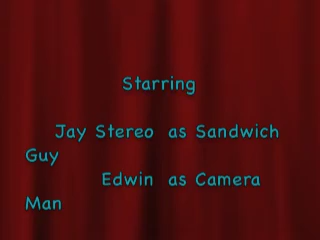 Starring
Jay Stereo as Sandwich
Guy
Edwin as Camera
Man